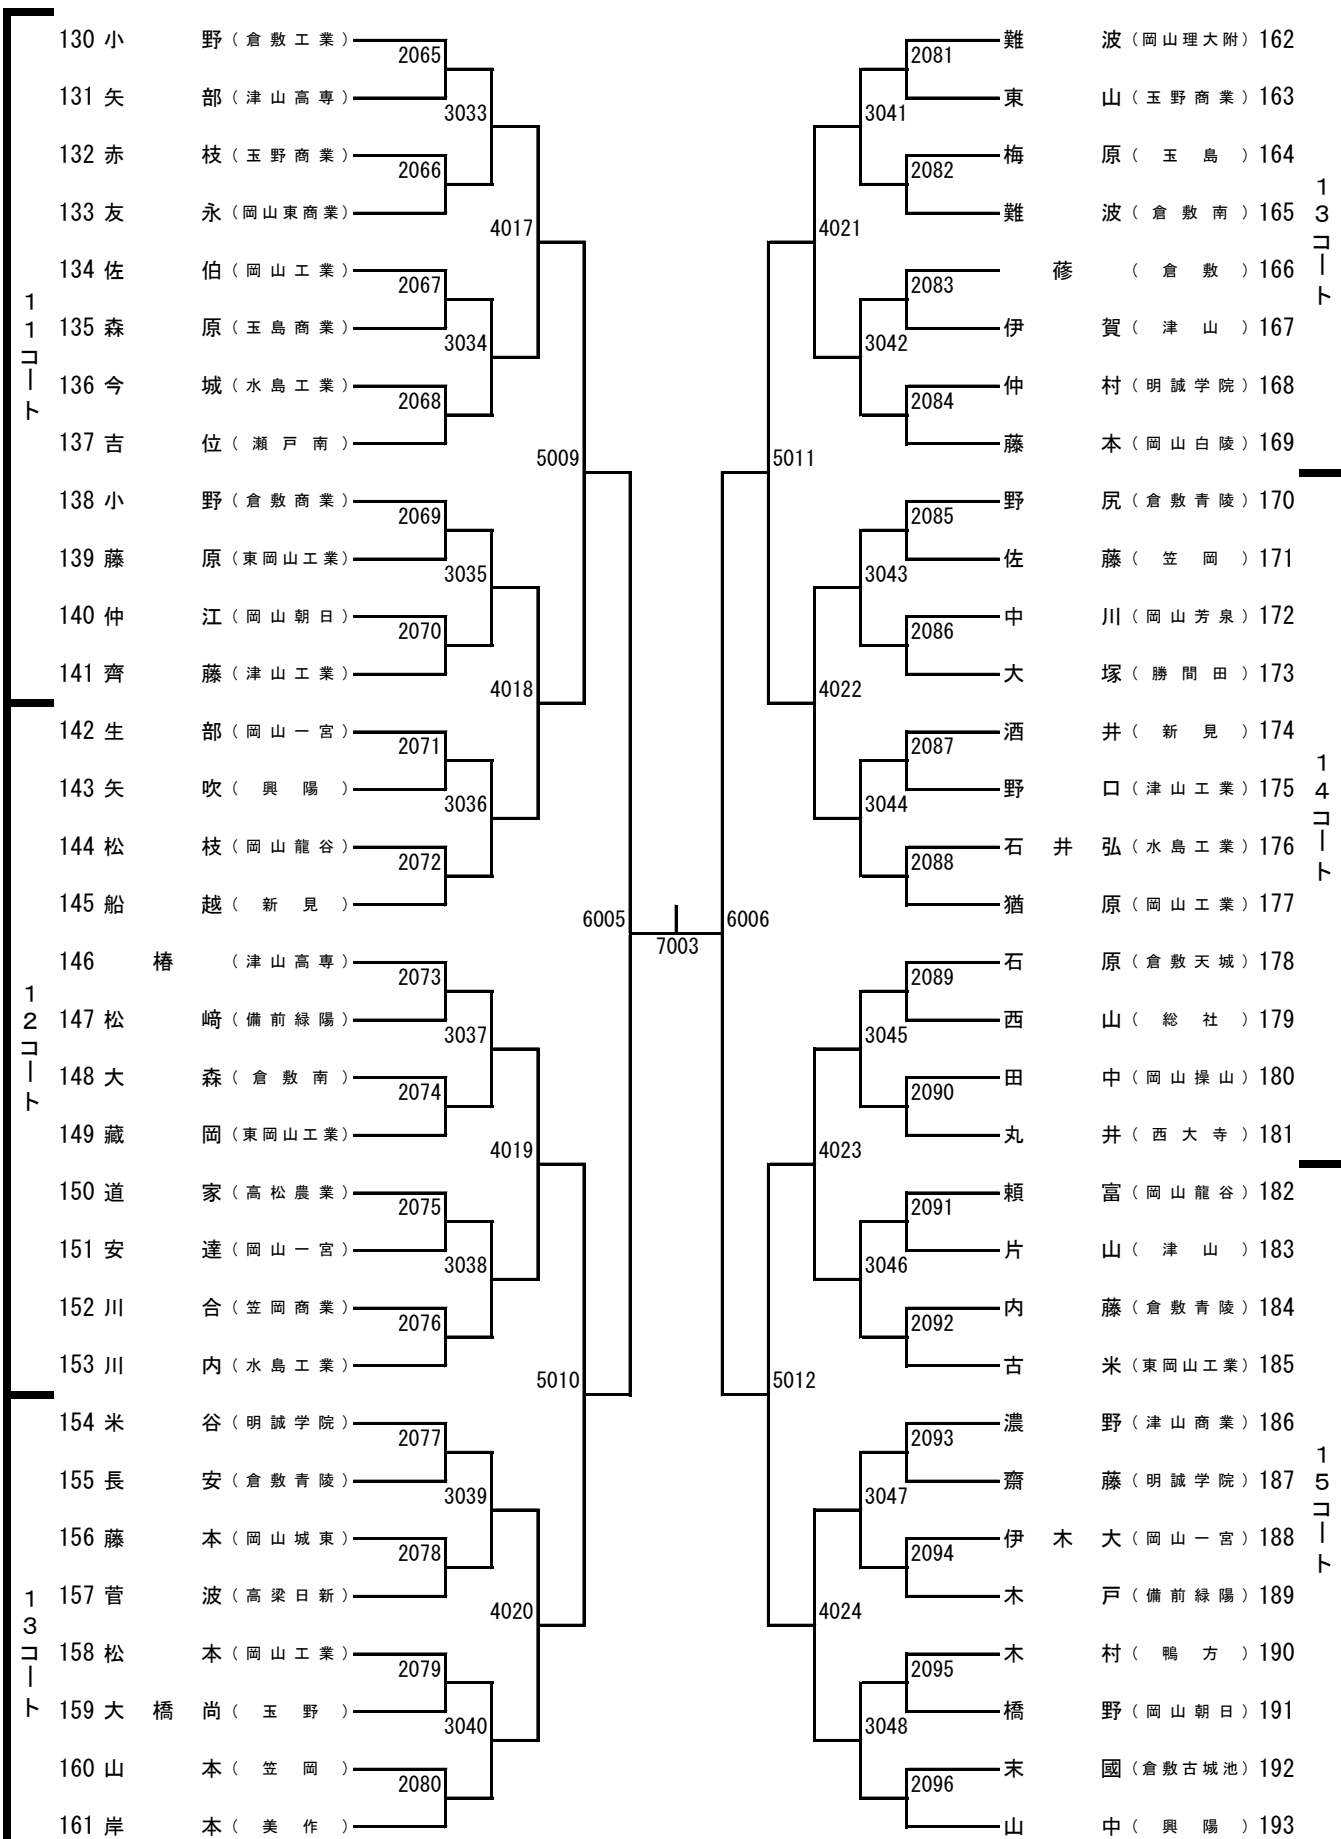 130 小野（倉敷工業）
2065
131 矢部（津山高専）
3033
132 赤枝（玉野商業）
2066
133 友永（岡山東商業）
4017
134 佐伯（岡山工業）
2067
135 森原（玉島商業）
3034
136 今城（水島工業）
2068
137 吉位（瀬戸南）
5009
138 小野（倉敷商業）
2069
139 藤原（東岡山工業）
3035
140 仲江（岡山朝日）
2070
141 齊藤（津山工業）
4018
142 生部（岡山一宮）
2071
143 矢吹（興陽）
3036
144 松枝（岡山龍谷）
2072
145 船越（新見）
6005
146 椿（津山高専）
2073
147 松﨑（備前緑陽）
3037
148 大森（倉敷南）
2074
149 藏岡（東岡山工業）
4019
150 道家（高松農業）
2075
151 安達（岡山一宮）
3038
152 川合（笠岡商業）
2076
153 川内（水島工業）
5010
154 米谷（明誠学院）
2077
155 長安（倉敷青陵）
3039
156 藤本（岡山城東）
2078
157 菅波（高梁日新）
4020
158 松本（岡山工業）
2079
159 大橋尚（玉野）
3040
160 山本（笠岡）
2080
161 岸本（美作）
11コート
12コート
13コート
7003
難波（岡山理大附）162
2081
東山（玉野商業）163
3041
梅原（玉島）164
2082
難波（倉敷南）165
4021
蓚（倉敷）166
2083
伊賀（津山）167
3042
仲村（明誠学院）168
2084
藤本（岡山白陵）169
5011
野尻（倉敷青陵）170
2085
佐藤（笠岡）171
3043
中川（岡山芳泉）172
2086
大塚（勝間田）173
4022
酒井（新見）174
2087
野口（津山工業）175
3044
石井弘（水島工業）176
2088
猶原（岡山工業）177
6006
石原（倉敷天城）178
2089
西山（総社）179
3045
田中（岡山操山）180
2090
丸井（西大寺）181
4023
頼富（岡山龍谷）182
2091
片山（津山）183
3046
内藤（倉敷青陵）184
2092
古米（東岡山工業）185
5012
濃野（津山商業）186
2093
齋藤（明誠学院）187
3047
伊木大（岡山一宮）188
2094
木戸（備前緑陽）189
4024
木村（鴨方）190
2095
橋野（岡山朝日）191
3048
末國（倉敷古城池）192
2096
山中（興陽）193
13コート
14コート
15コート